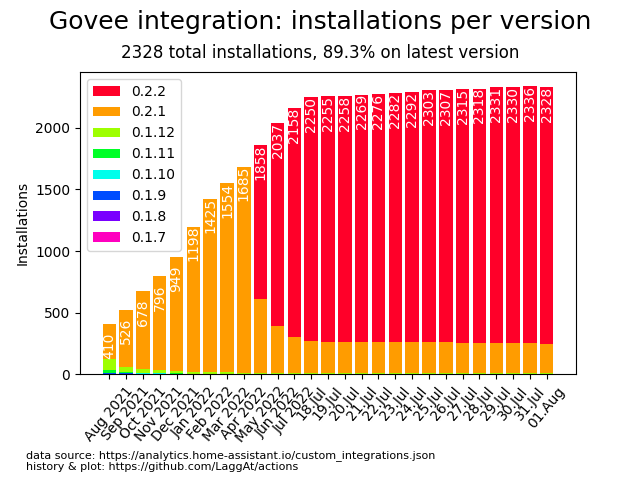 Govee integration: installations per version
2328 total installations, 89.3% on latest version
Installations
2000
1500
1000
500
0
0.2.2
0.2.1
0.1.12
0.1.11
0.1.10
0.1.9
0.1.8
0.1.7
410
526
678
796
949
1198
1425
1554
1685
1858
2037
2158
2250
2255
2258
2269
2276
2282
2292
2303
2307
2315
2318
2331
2330
2336
2328
Aug 2021
Sep 2021
Oct 2021
Nov 2021
Dec 2021
Jan 2022
Feb 2022
Mar 2022
Apr 2022
May 2022
Jun 2022
Jul 2022
18.Jul
19.Jul
20.Jul
21.Jul
22.Jul
23.Jul
24.Jul
25.Jul
26.Jul
27.Jul
28.Jul
29.Jul
30.Jul
31.Jul
01.Aug
data source: https://analytics.home-assistant.io/custom_integrations.json
history & plot: https://github.com/LaggAt/actions